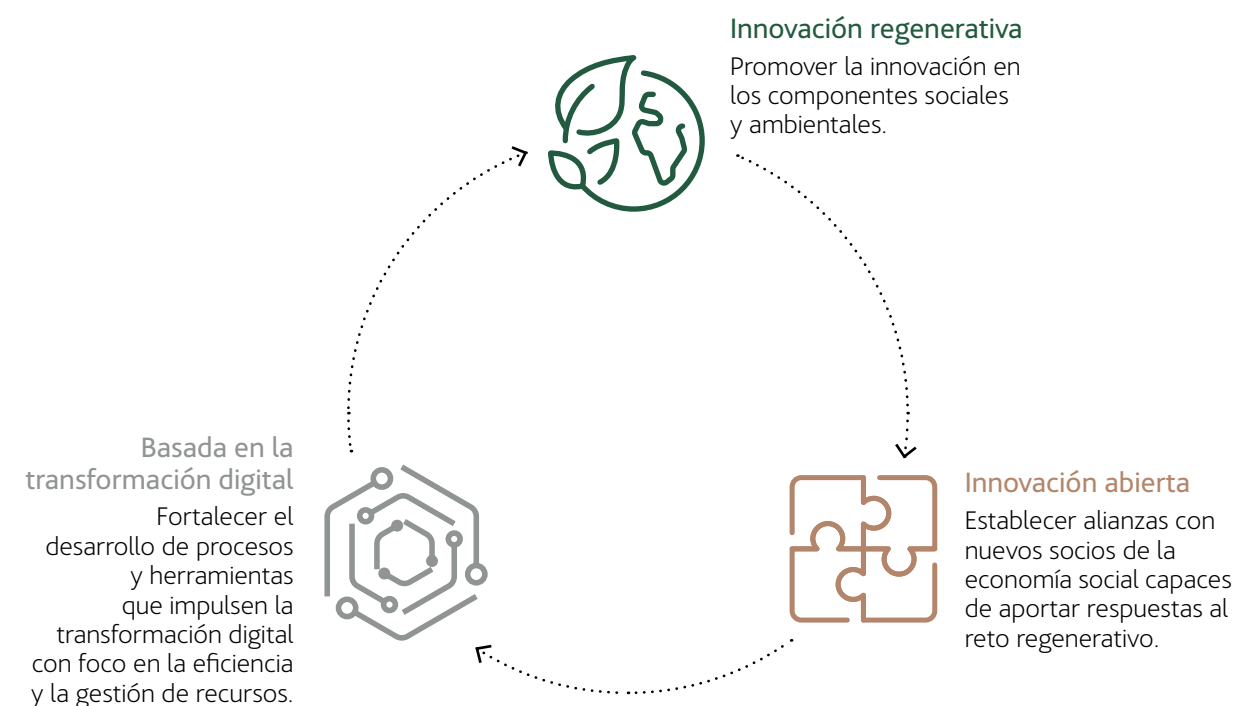 Innovación regenerativa
Promover la innovación en
los componentes sociales
y ambientales.
Basada en la
transformación digital
Fortalecer el
desarrollo de procesos
y herramientas
que impulsen la
transformación digital
con foco en la eficiencia
y la gestión de recursos.
Innovación abierta
Establecer alianzas con
nuevos socios de la
economía social capaces
de aportar respuestas al
reto regenerativo.